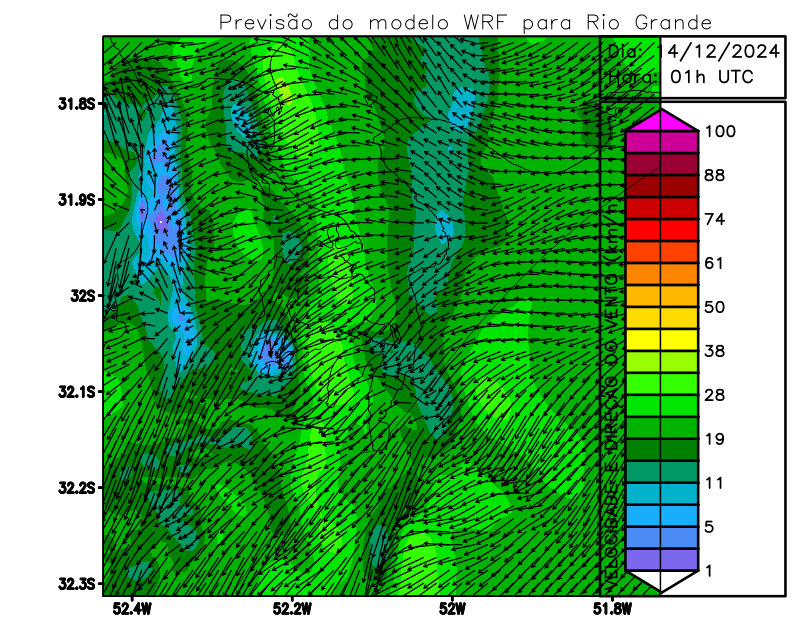 Previsão do modelo WRF para Rio Grande
Dia: 14/12/2024
Hora: 01h UTC
31.8S
31.9S
32S
32.1S
32.2S
32.3S
52.4W
52.2W
52W
51.8W
VELOCIDADE E DIREÇÃO DO VENTO (km/h)
100
88
74
61
50
38
28
19
11
5
1